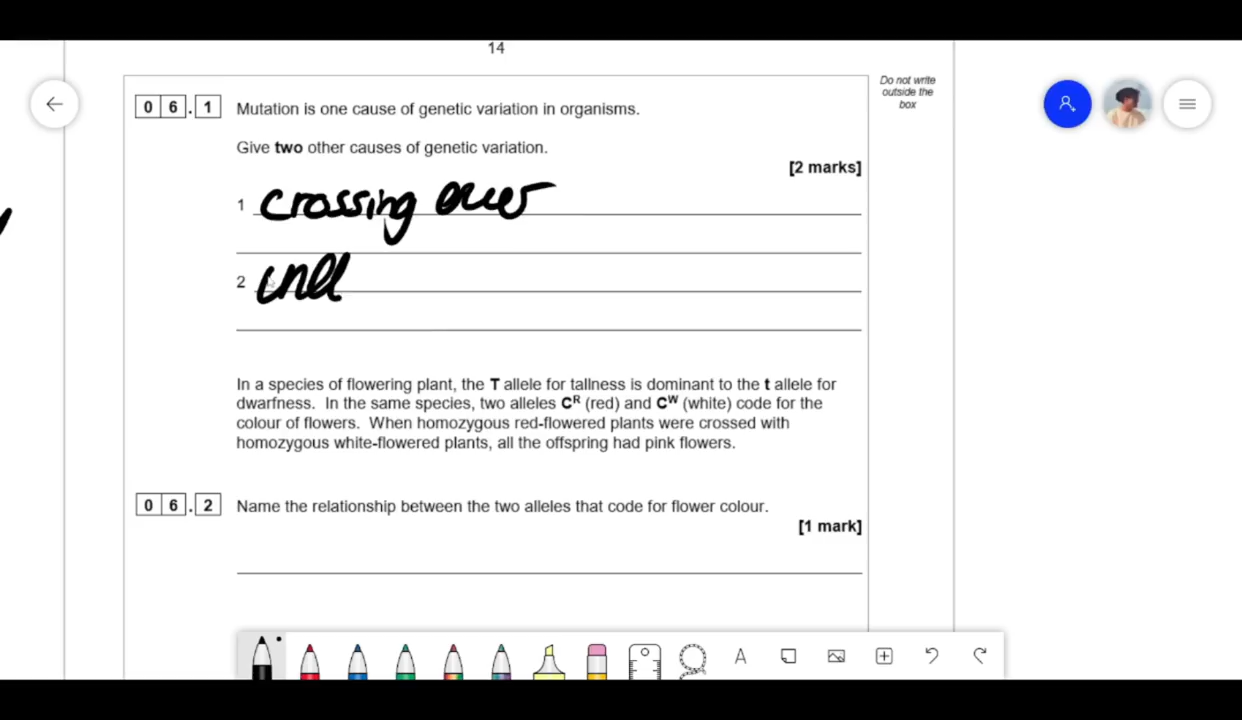 14
Do not write
outside the
box
0 6 . 1 Mutation is one cause of genetic variation in organisms.
Give two other causes of genetic variation.
[2 marks]
1 crossing over
2
In a species of flowering plant, the T allele for tallness is dominant to the t allele for
dwarfness. In the same species, two alleles Cᴿ (red) and Cᵂ (white) code for the
colour of flowers. When homozygous red-flowered plants were crossed with
homozygous white-flowered plants, all the offspring had pink flowers.
0 6 . 2 Name the relationship between the two alleles that code for flower colour.
[1 mark]
A